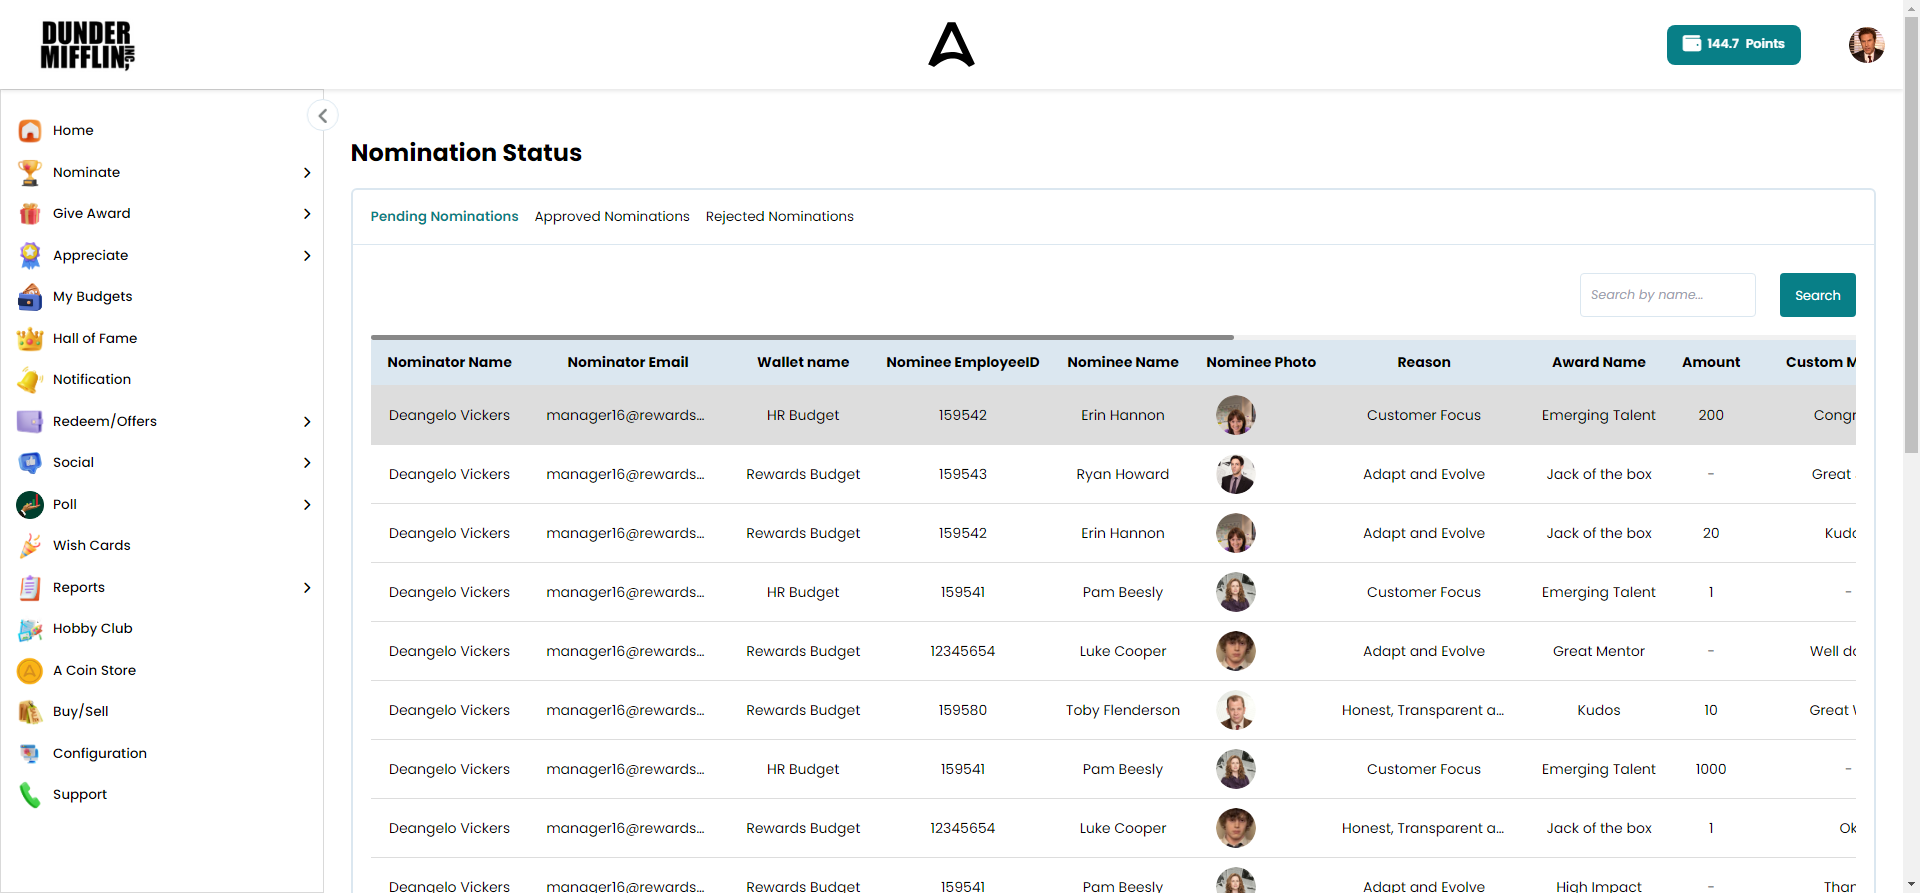 DUNDER
MIFFLIN INC,
144.7 Points
Home
Nominate
Give Award
Appreciate
My Budgets
Hall of Fame
Notification
Redeem/Offers
Social
Poll
Wish Cards
Reports
Hobby Club
A Coin Store
Buy/Sell
Configuration
Support
Nomination Status
Pending Nominations Approved Nominations Rejected Nominations
Search by name... Search
Nominator Name Nominator Email Wallet name Nominee EmployeeID Nominee Name Nominee Photo Reason Award Name Amount Custom M
Deangelo Vickers manager16@rewards... HR Budget 159542 Erin Hannon Customer Focus Emerging Talent 200 Congr
Deangelo Vickers manager16@rewards... Rewards Budget 159543 Ryan Howard Adapt and Evolve Jack of the box - Great
Deangelo Vickers manager16@rewards... Rewards Budget 159542 Erin Hannon Adapt and Evolve Jack of the box 20 Kudo
Deangelo Vickers manager16@rewards... HR Budget 159541 Pam Beesly Customer Focus Emerging Talent 1 -
Deangelo Vickers manager16@rewards... Rewards Budget 12345654 Luke Cooper Adapt and Evolve Great Mentor - Well do
Deangelo Vickers manager16@rewards... Rewards Budget 159580 Toby Flenderson Honest, Transparent a... Kudos 10 Great
Deangelo Vickers manager16@rewards... HR Budget 159541 Pam Beesly Customer Focus Emerging Talent 1000 -
Deangelo Vickers manager16@rewards... Rewards Budget 12345654 Luke Cooper Honest, Transparent a... Jack of the box 1 Ok
Deangelo Vickers manager16@rewards... Rewards Budget 159541 Pam Beesly Adapt and Evolve High Impact - Than